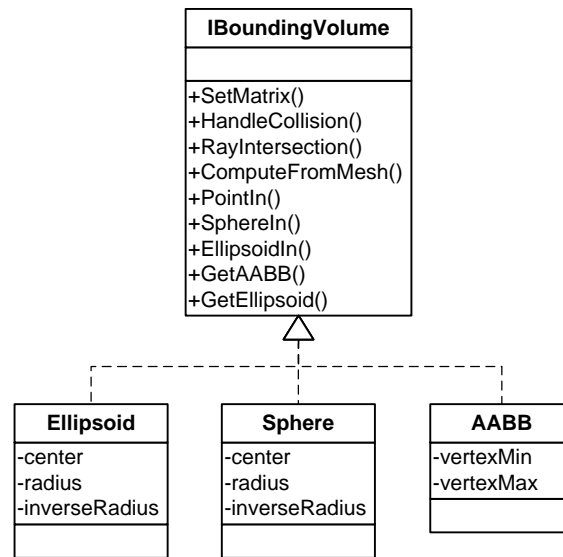 IBoundingVolume
+SetMatrix()
+HandleCollision()
+RayIntersection()
+ComputeFromMesh()
+PointIn()
+SphereIn()
+EllipsoidIn()
+GetAABB()
+GetEllipsoid()
Ellipsoid
-center
-radius
-inverseRadius
Sphere
-center
-radius
-inverseRadius
AABB
-vertexMin
-vertexMax